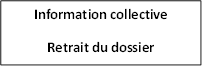 Information collective
Retrait du dossier